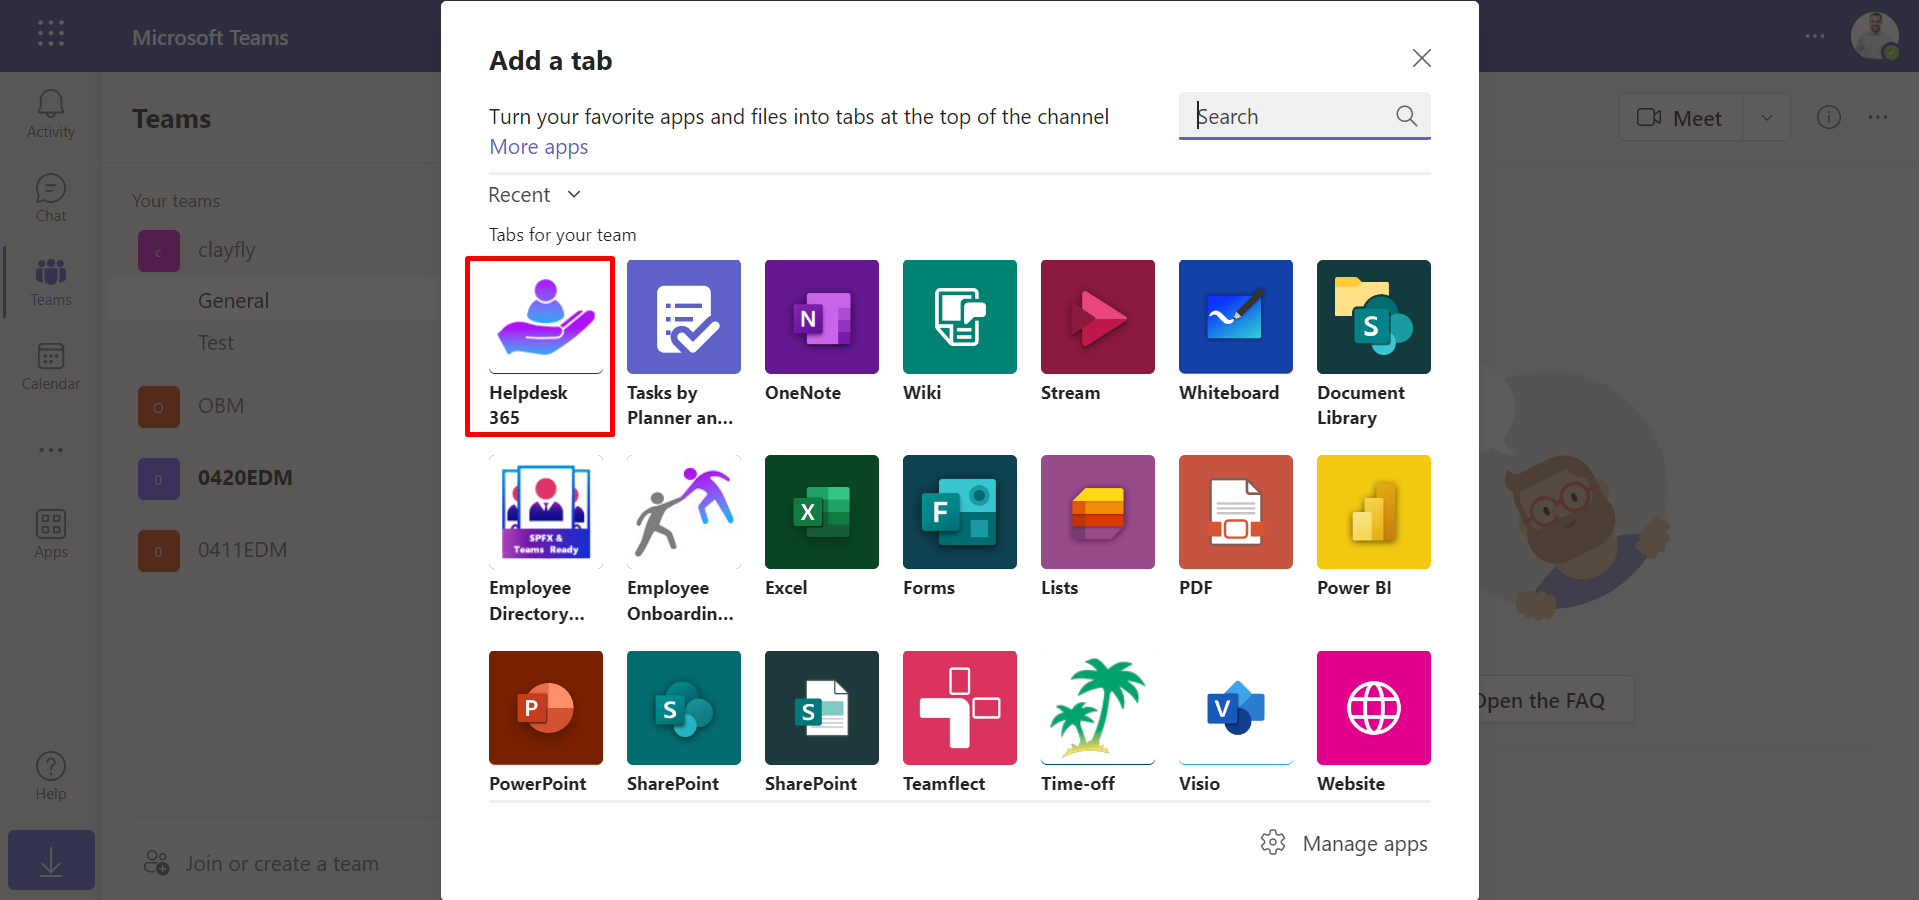 Microsoft Teams
Activity
Chat
Teams
Calendar
Apps
Help
Teams
Your teams
c
clayfly
General
Test
O
OBM
0
0420EDM
0
0411EDM
Join or create a team
Add a tab
Turn your favorite apps and files into tabs at the top of the channel
More apps
Search
Recent
Tabs for your team
N
S
Helpdesk
365
Tasks by
Planner an...
OneNote
Wiki
Stream
Whiteboard
Document
Library
SPFX &
Teams Ready
X
F
Employee
Directory...
Employee
Onboardin...
Excel
Forms
Lists
PDF
Power BI
P
S
S
V
PowerPoint
SharePoint
SharePoint
Teamflect
Time-off
Visio
Website
Manage apps
Meet
Open the FAQ